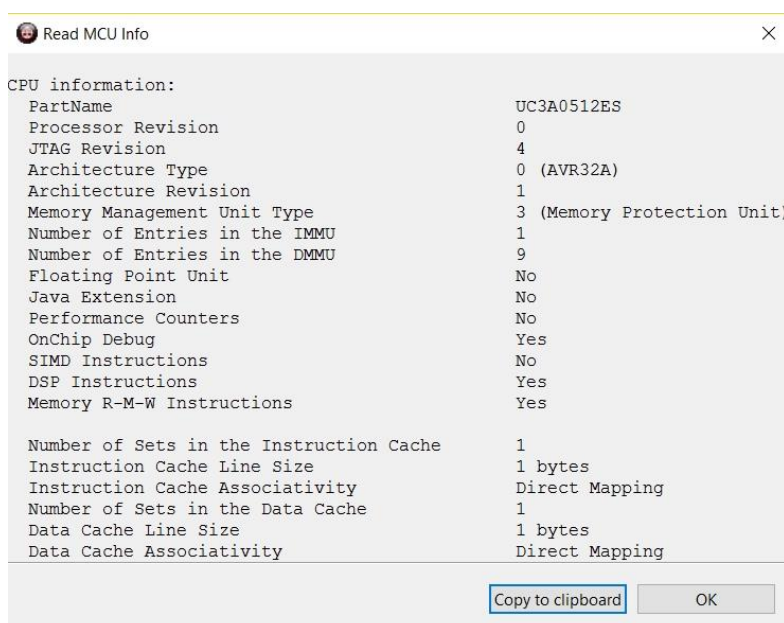 Read MCU Info
CPU information:
PartName UC3A0512ES
Processor Revision 0
JTAG Revision 4
Architecture Type 0 (AVR32A)
Architecture Revision 1
Memory Management Unit Type 3 (Memory Protection Unit)
Number of Entries in the IMMU 1
Number of Entries in the DMMU 9
Floating Point Unit No
Java Extension No
Performance Counters No
OnChip Debug Yes
SIMD Instructions No
DSP Instructions Yes
Memory R-M-W Instructions Yes
Number of Sets in the Instruction Cache 1
Instruction Cache Line Size 1 bytes
Instruction Cache Associativity Direct Mapping
Number of Sets in the Data Cache 1
Data Cache Line Size 1 bytes
Data Cache Associativity Direct Mapping
Copy to clipboard OK